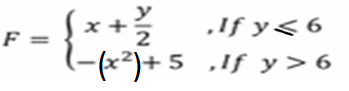 F = { x + y/2 , If y ⩽ 6
-(x²)+ 5 , If y > 6